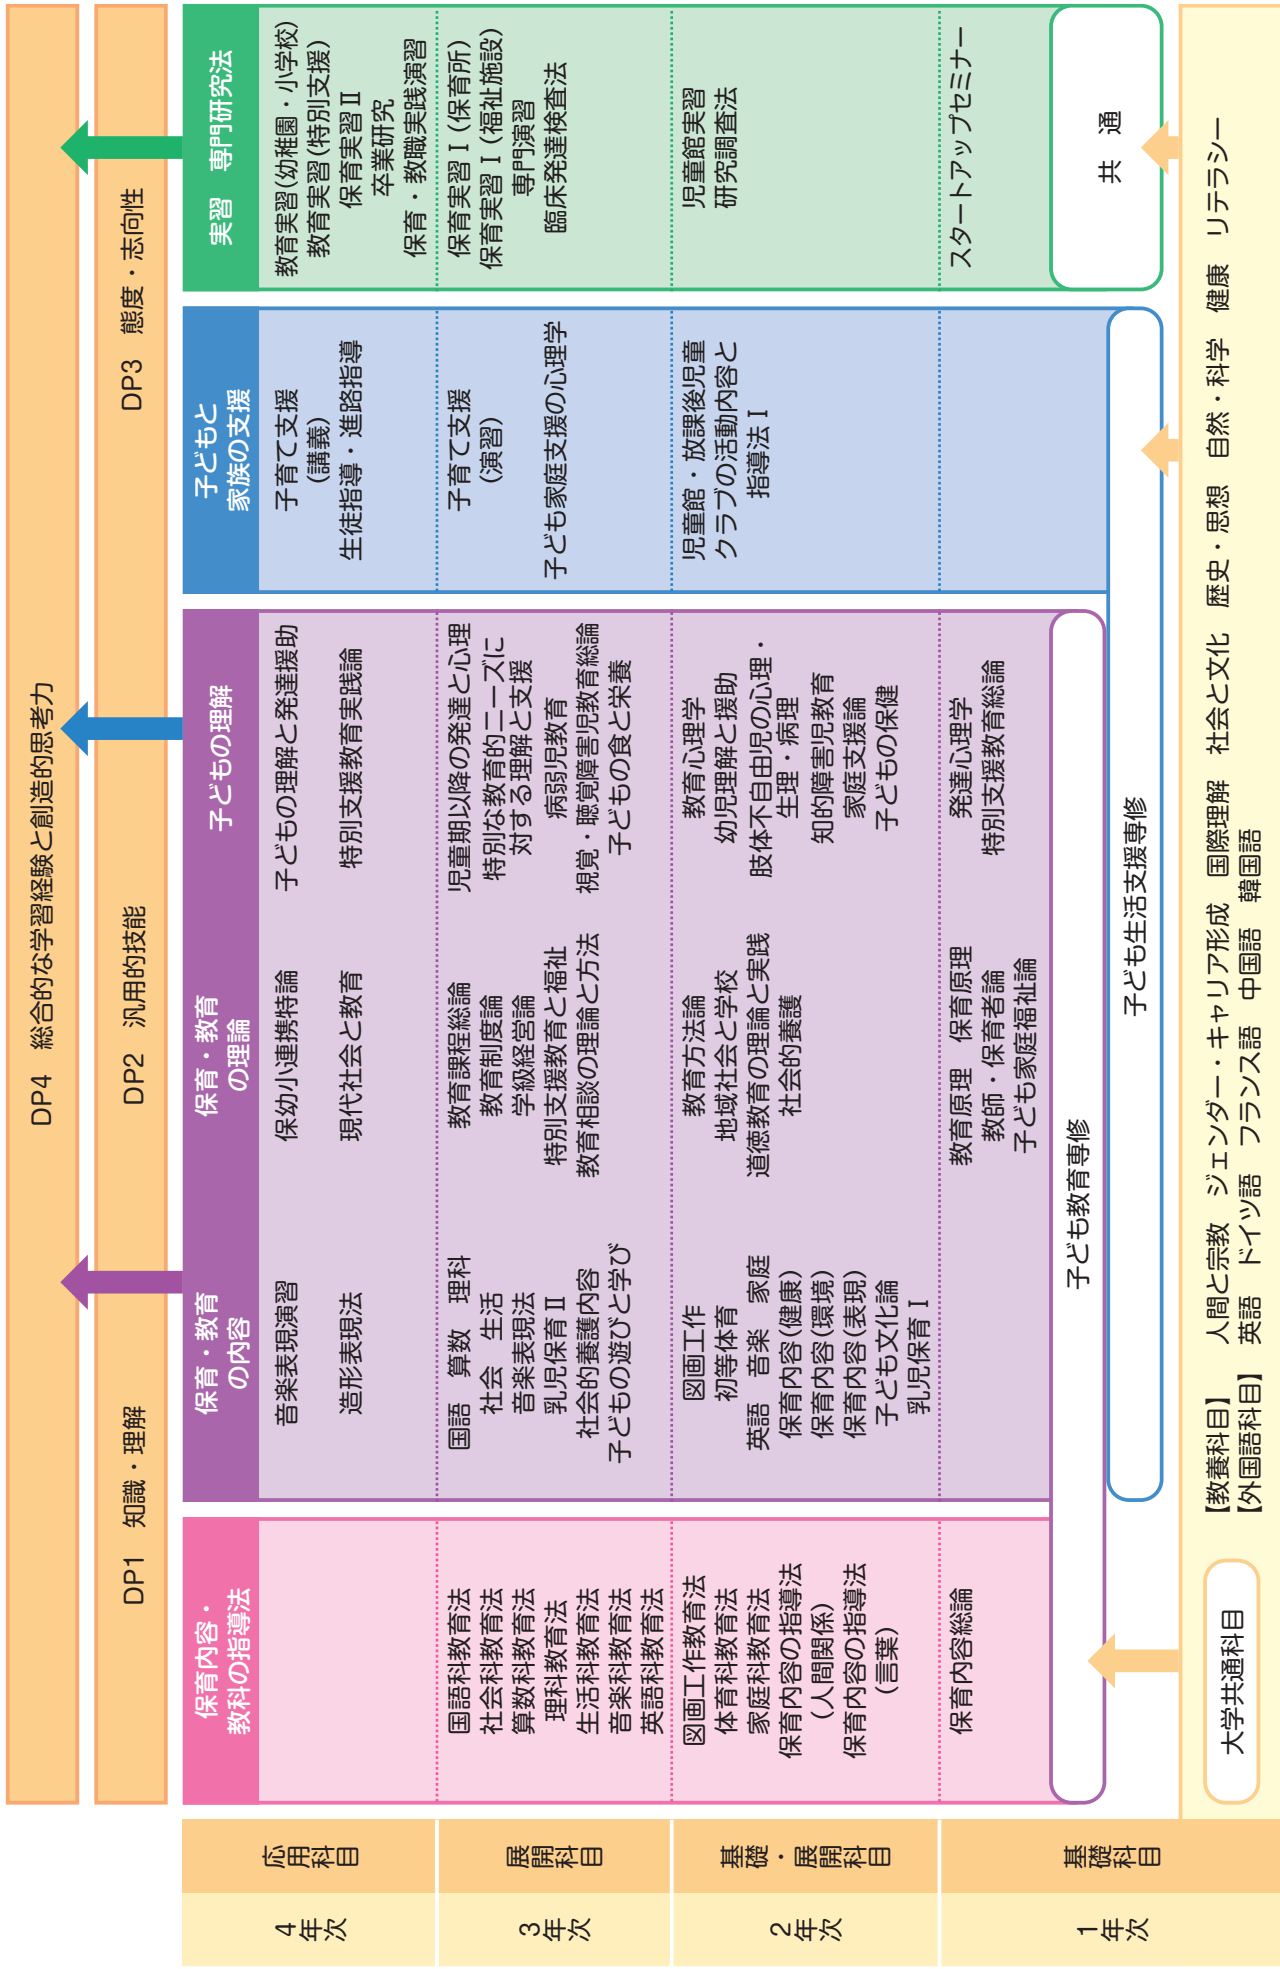 DP4　総合的な学習経験と創造的思考力
DP1　知識・理解
DP2　汎用的技能
DP3　態度・志向性
4年次
応用科目
3年次
展開科目
2年次
基礎・展開科目
1年次
基礎科目
保育内容・
教科の指導法
国語科教育法
社会科教育法
算数科教育法
理科教育法
生活科教育法
音楽科教育法
英語科教育法
図画工作教育法
体育科教育法
家庭科教育法
保育内容の指導法
（人間関係）
保育内容の指導法
（言葉）
保育内容総論
保育・教育
の内容
音楽表現演習
造形表現法
国語　算数　理科
社会　生活
音楽表現法
乳児保育Ⅱ
社会的養護内容
子どもの遊びと学び
図画工作
初等体育
英語　音楽　家庭
保育内容（健康）
保育内容（環境）
保育内容（表現）
子ども文化論
乳児保育Ⅰ
保育・教育
の理論
保幼小連携特論
現代社会と教育
教育課程総論
教育制度論
学級経営論
特別支援教育と福祉
教育相談の理論と方法
教育方法論
地域社会と学校
道徳教育の理論と実践
社会的養護
教育原理　保育原理
教師・保育者論
子ども家庭福祉論
子どもの理解
子どもの理解と発達援助
特別支援教育実践論
児童期以降の発達と心理
特別な教育的ニーズに
対する理解と支援
病弱児教育
視覚・聴覚障害児教育総論
子どもの食と栄養
教育心理学
幼児理解と援助
肢体不自由児の心理・
生理・病理
知的障害児教育
家庭支援論
子どもの保健
発達心理学
特別支援教育総論
子どもと
家族の支援
子育て支援
（講義）
生徒指導・進路指導
子育て支援
（演習）
子ども家庭支援の心理学
児童館・放課後児童
クラブの活動内容と
指導法Ⅰ
実習　専門研究法
教育実習（幼稚園・小学校）
教育実習（特別支援）
保育実習Ⅱ
卒業研究
保育・教職実践演習
保育実習Ⅰ（保育所）
保育実習Ⅰ（福祉施設）
専門演習
臨床発達検査法
児童館実習
研究調査法
スタートアップセミナー
子ども教育専修
子ども生活支援専修
共　通
大学共通科目
【教養科目】　人間と宗教　ジェンダー・キャリア形成　国際理解　社会と文化　歴史・思想　自然・科学　健康　リテラシー
【外国語科目】　英語　ドイツ語　フランス語　中国語　韓国語